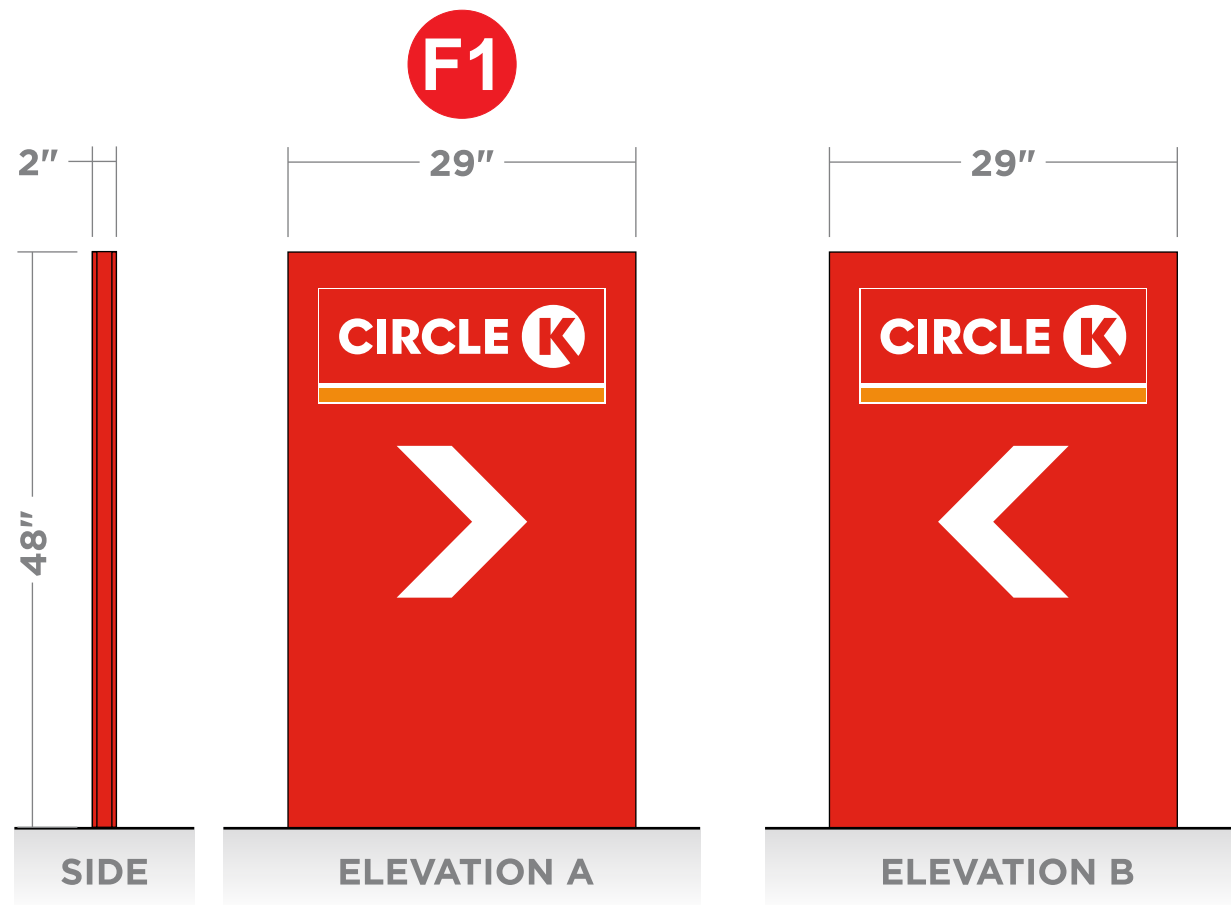 F1
2"
29"
29"
48"
CIRCLE K
CIRCLE K
SIDE
ELEVATION A
ELEVATION B